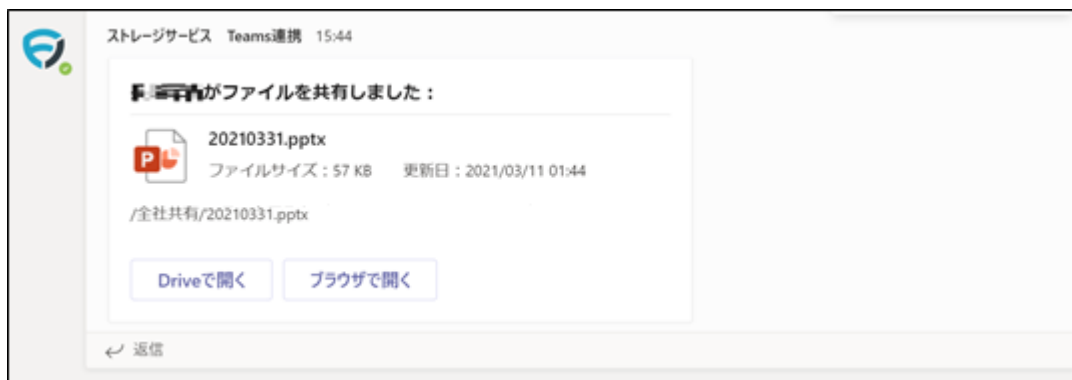 ストレージサービス Teams連携 15:44
がファイルを共有しました：
20210331.pptx
ファイルサイズ：57 KB 更新日：2021/03/11 01:44
/全社共有/20210331.pptx
Driveで開く ブラウザで開く
返信